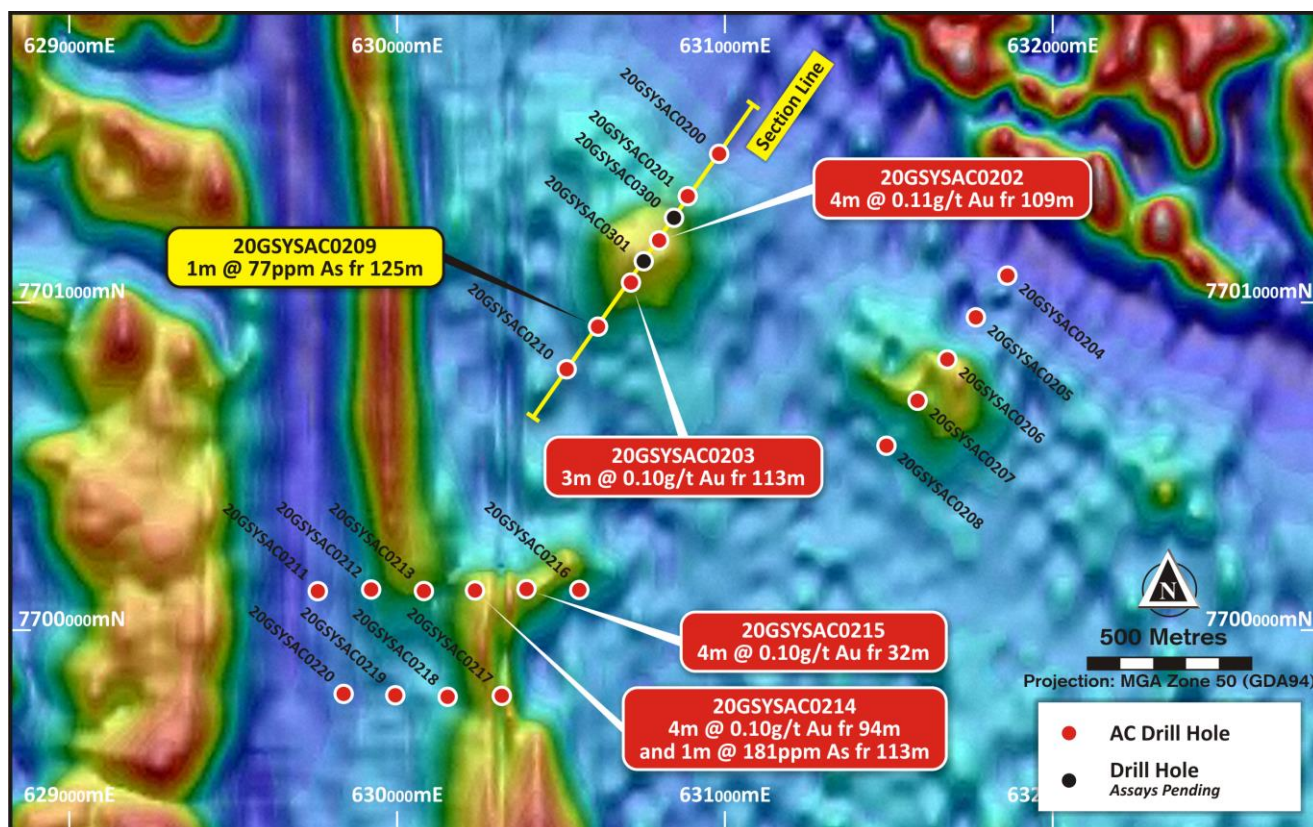 629000mE
630000mE
631000mE
632000mE
20GSYSAC0200
Section Line
20GSYSAC0201
20GSYSAC0300
20GSYSAC0301
20GSYSAC0202
4m @ 0.11g/t Au fr 109m
20GSYSAC0209
1m @ 77ppm As fr 125m
7701000mN
7701000mN
20GSYSAC0210
20GSYSAC0204
20GSYSAC0205
20GSYSAC0206
20GSYSAC0207
20GSYSAC0208
20GSYSAC0203
3m @ 0.10g/t Au fr 113m
20GSYSAC0211
20GSYSAC0212
20GSYSAC0213
20GSYSAC0216
7700000mN
7700000mN
20GSYSAC0220
20GSYSAC0219
20GSYSAC0218
20GSYSAC0217
20GSYSAC0215
4m @ 0.10g/t Au fr 32m
20GSYSAC0214
4m @ 0.10g/t Au fr 94m
and 1m @ 181ppm As fr 113m
N
500 Metres
Projection: MGA Zone 50 (GDA94)
AC Drill Hole
Drill Hole
Assays Pending
629000mE
630000mE
631000mE
632